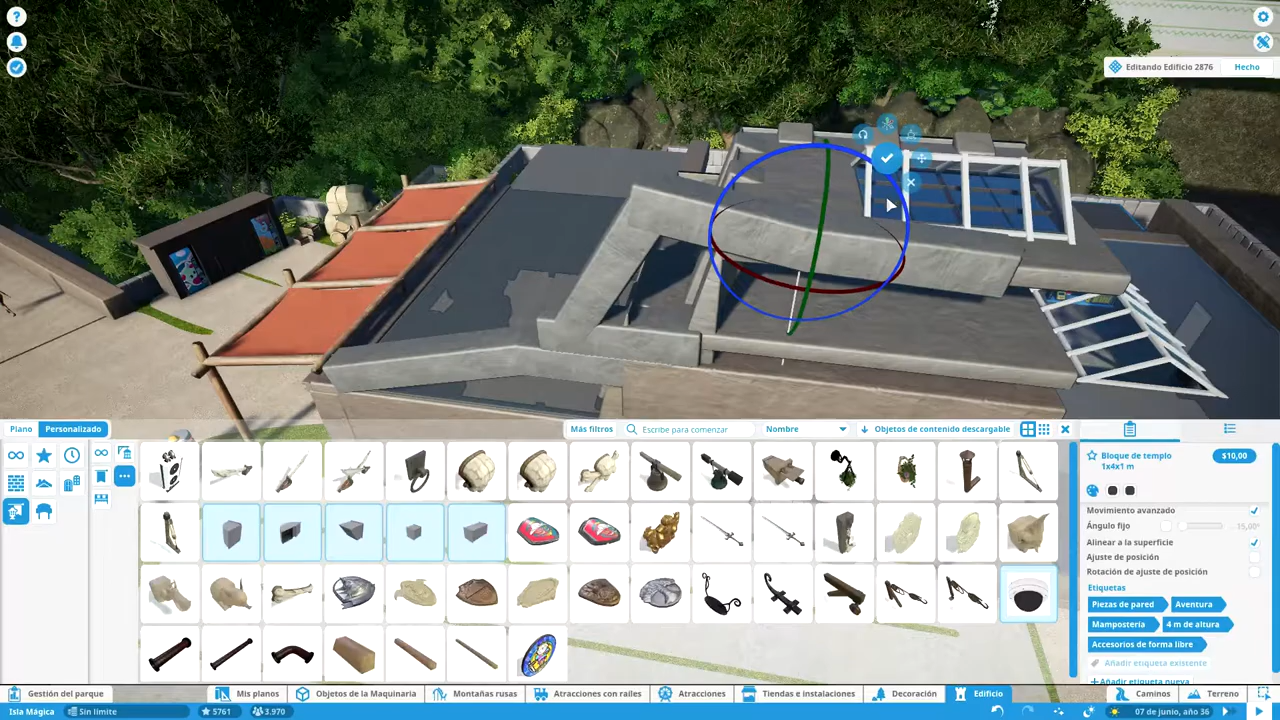 ?
Editando Edificio 2876
Hecho
Plano
Personalizado
Más filtros
Escribe para comenzar
Nombre
Objetos de contenido descargable
Bloque de templo
1x4x1 m
$10,00
Movimiento avanzado
Ángulo fijo
15,00°
Alinear a la superficie
Ajuste de posición
Rotación de ajuste de posición
Etiquetas
Piezas de pared
Aventura
Mampostería
4 m de altura
Accesorios de forma libre
Añadir etiqueta existente
+Añadir etiqueta nueva
Gestión del parque
Mis planos
Objetos de la Maquinaria
Montañas rusas
Atracciones con raíles
Atracciones
Tiendas e instalaciones
Decoración
Edificio
Caminos
Terreno
Isla Mágica
Sin límite
5761
3.970
07 de junio, año 36